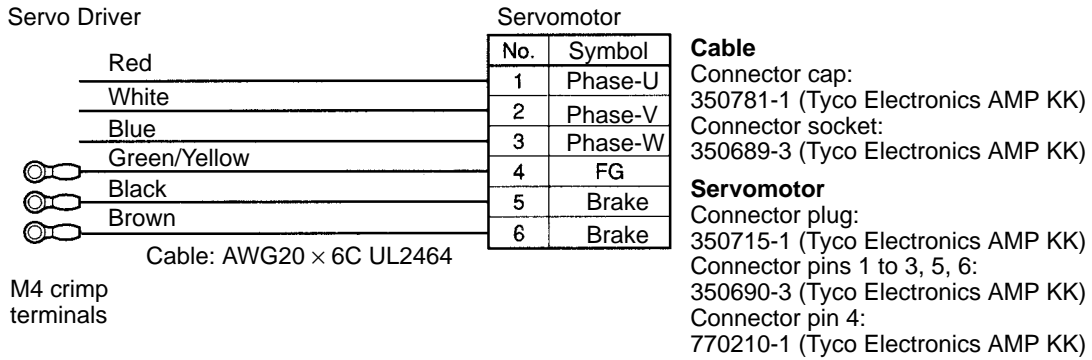 Servo Driver
Servomotor
No. Symbol
Red
1 Phase-U
White
2 Phase-V
Blue
3 Phase-W
Green/Yellow
4 FG
Black
5 Brake
Brown
6 Brake
Cable: AWG20 × 6C UL2464
M4 crimp
terminals
Cable
Connector cap:
350781-1 (Tyco Electronics AMP KK)
Connector socket:
350689-3 (Tyco Electronics AMP KK)
Servomotor
Connector plug:
350715-1 (Tyco Electronics AMP KK)
Connector pins 1 to 3, 5, 6:
350690-3 (Tyco Electronics AMP KK)
Connector pin 4:
770210-1 (Tyco Electronics AMP KK)